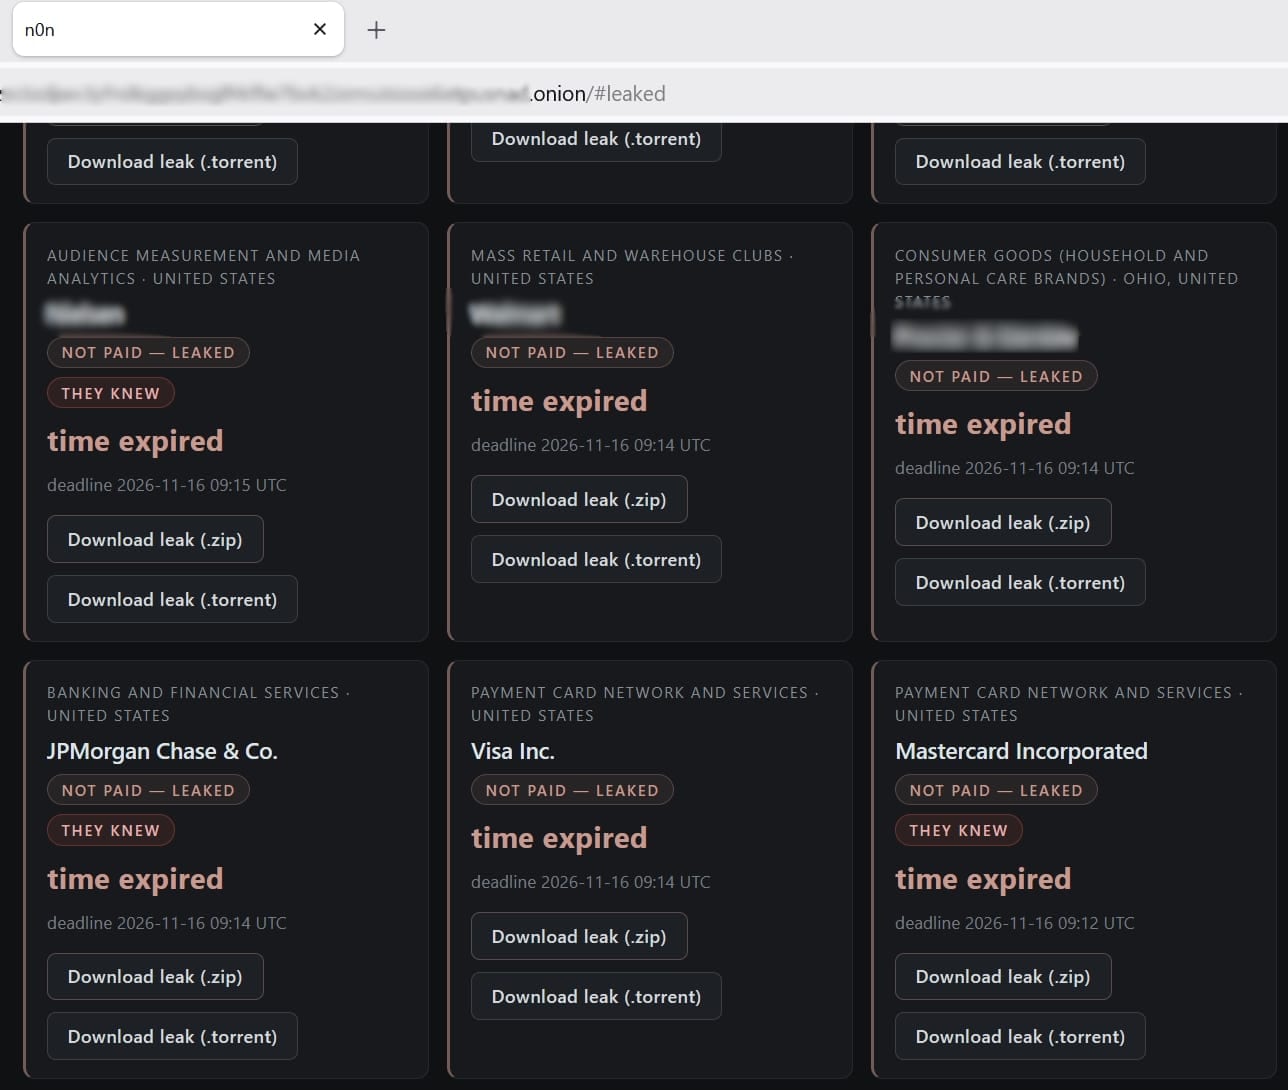 n0n
.onion/#leaked
Download leak (.torrent)
Download leak (.torrent)
Download leak (.torrent)
AUDIENCE MEASUREMENT AND MEDIA
ANALYTICS · UNITED STATES
NOT PAID — LEAKED
THEY KNEW
time expired
deadline 2026-11-16 09:15 UTC
Download leak (.zip)
Download leak (.torrent)
MASS RETAIL AND WAREHOUSE CLUBS ·
UNITED STATES
NOT PAID — LEAKED
time expired
deadline 2026-11-16 09:14 UTC
Download leak (.zip)
Download leak (.torrent)
CONSUMER GOODS (HOUSEHOLD AND
PERSONAL CARE BRANDS) · OHIO, UNITED
STATES
NOT PAID — LEAKED
time expired
deadline 2026-11-16 09:14 UTC
Download leak (.zip)
Download leak (.torrent)
BANKING AND FINANCIAL SERVICES ·
UNITED STATES
JPMorgan Chase & Co.
NOT PAID — LEAKED
THEY KNEW
time expired
deadline 2026-11-16 09:14 UTC
Download leak (.zip)
Download leak (.torrent)
PAYMENT CARD NETWORK AND SERVICES ·
UNITED STATES
Visa Inc.
NOT PAID — LEAKED
time expired
deadline 2026-11-16 09:14 UTC
Download leak (.zip)
Download leak (.torrent)
PAYMENT CARD NETWORK AND SERVICES ·
UNITED STATES
Mastercard Incorporated
NOT PAID — LEAKED
THEY KNEW
time expired
deadline 2026-11-16 09:12 UTC
Download leak (.zip)
Download leak (.torrent)